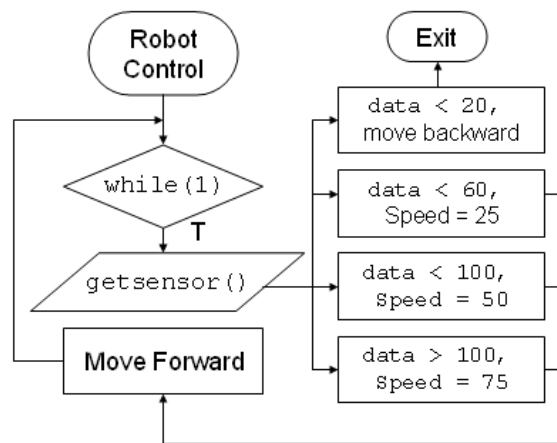 Robot
Control
while(1)
T
getsensor()
Move Forward
Exit
data < 20,
move backward
data < 60,
Speed = 25
data < 100,
Speed = 50
data > 100,
Speed = 75